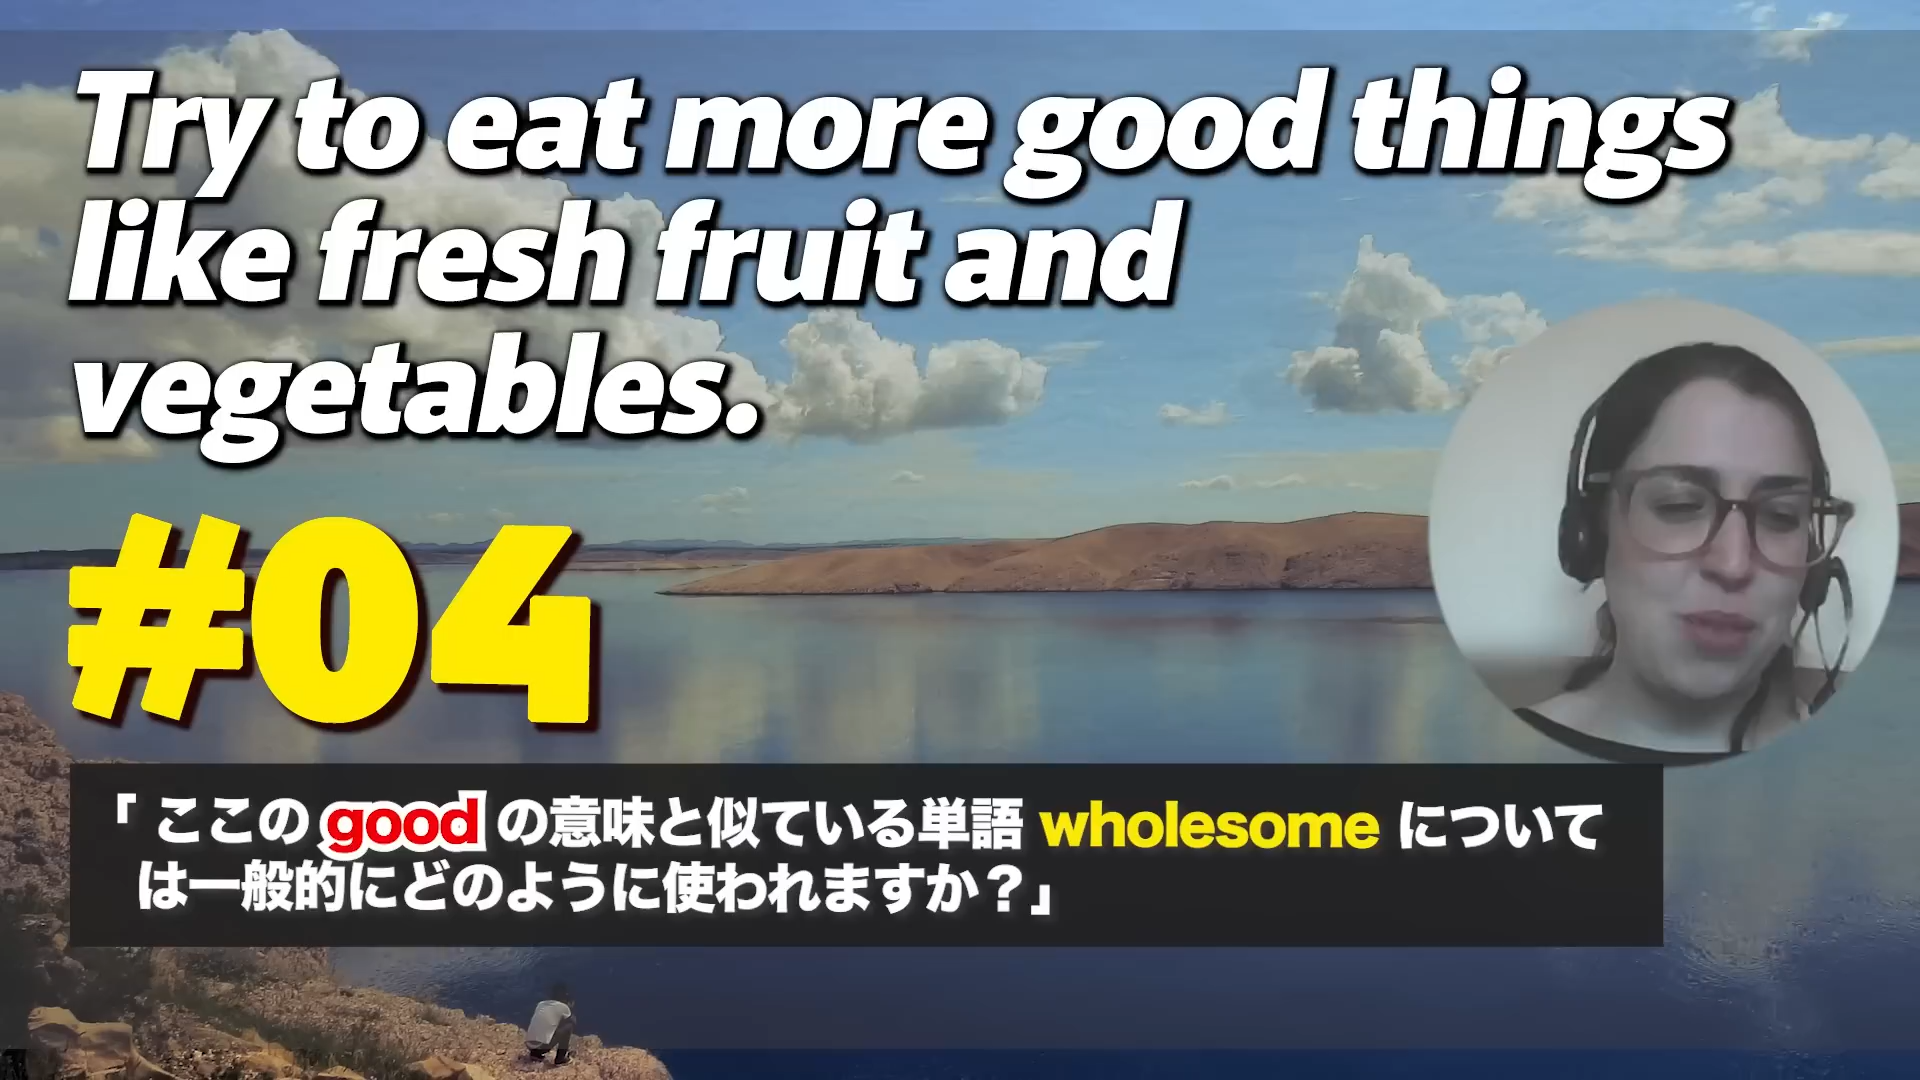 Try to eat more good things
like fresh fruit and
vegetables.
#04
「 ここの good の意味と似ている単語 wholesome について
は一般的にどのように使われますか？」